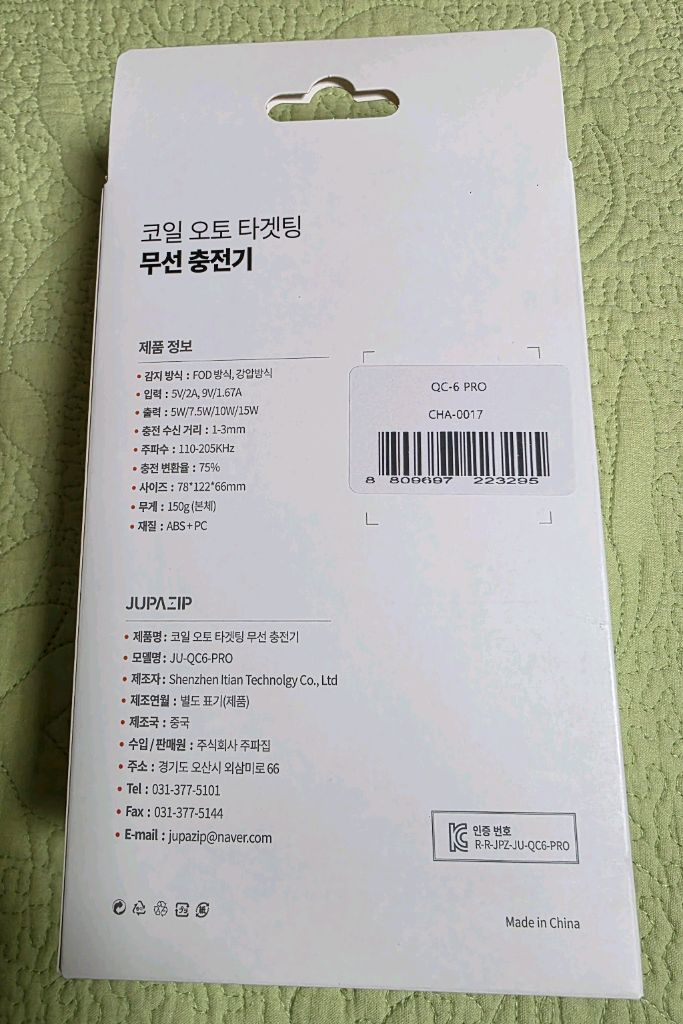 코일 오토 타겟팅
무선 충전기
제품 정보
• 감지 방식 : FOD 방식, 강압방식
• 입력 : 5V/2A, 9V/1.67A
• 출력 : 5W/7.5W/10W/15W
• 충전 수신 거리 : 1-3mm
• 주파수 : 110-205KHz
• 충전 변환율 : 75%
• 사이즈 : 78*122*66mm
• 무게 : 150g (본체)
• 재질 : ABS + PC
QC-6 PRO
CHA-0017
8 809697 223295
JUPAZIP
• 제품명 : 코일 오토 타겟팅 무선 충전기
• 모델명 : JU-QC6-PRO
• 제조자 : Shenzhen Itian Technolgy Co., Ltd
• 제조연월 : 별도 표기(제품)
• 제조국 : 중국
• 수입 / 판매원 : 주식회사 주파집
• 주소 : 경기도 오산시 외삼미로 66
• Tel : 031-377-5101
• Fax : 031-377-5144
• E-mail : jupazip@naver.com
인증 번호
R-R-JPZ-JU-QC6-PRO
Made in China